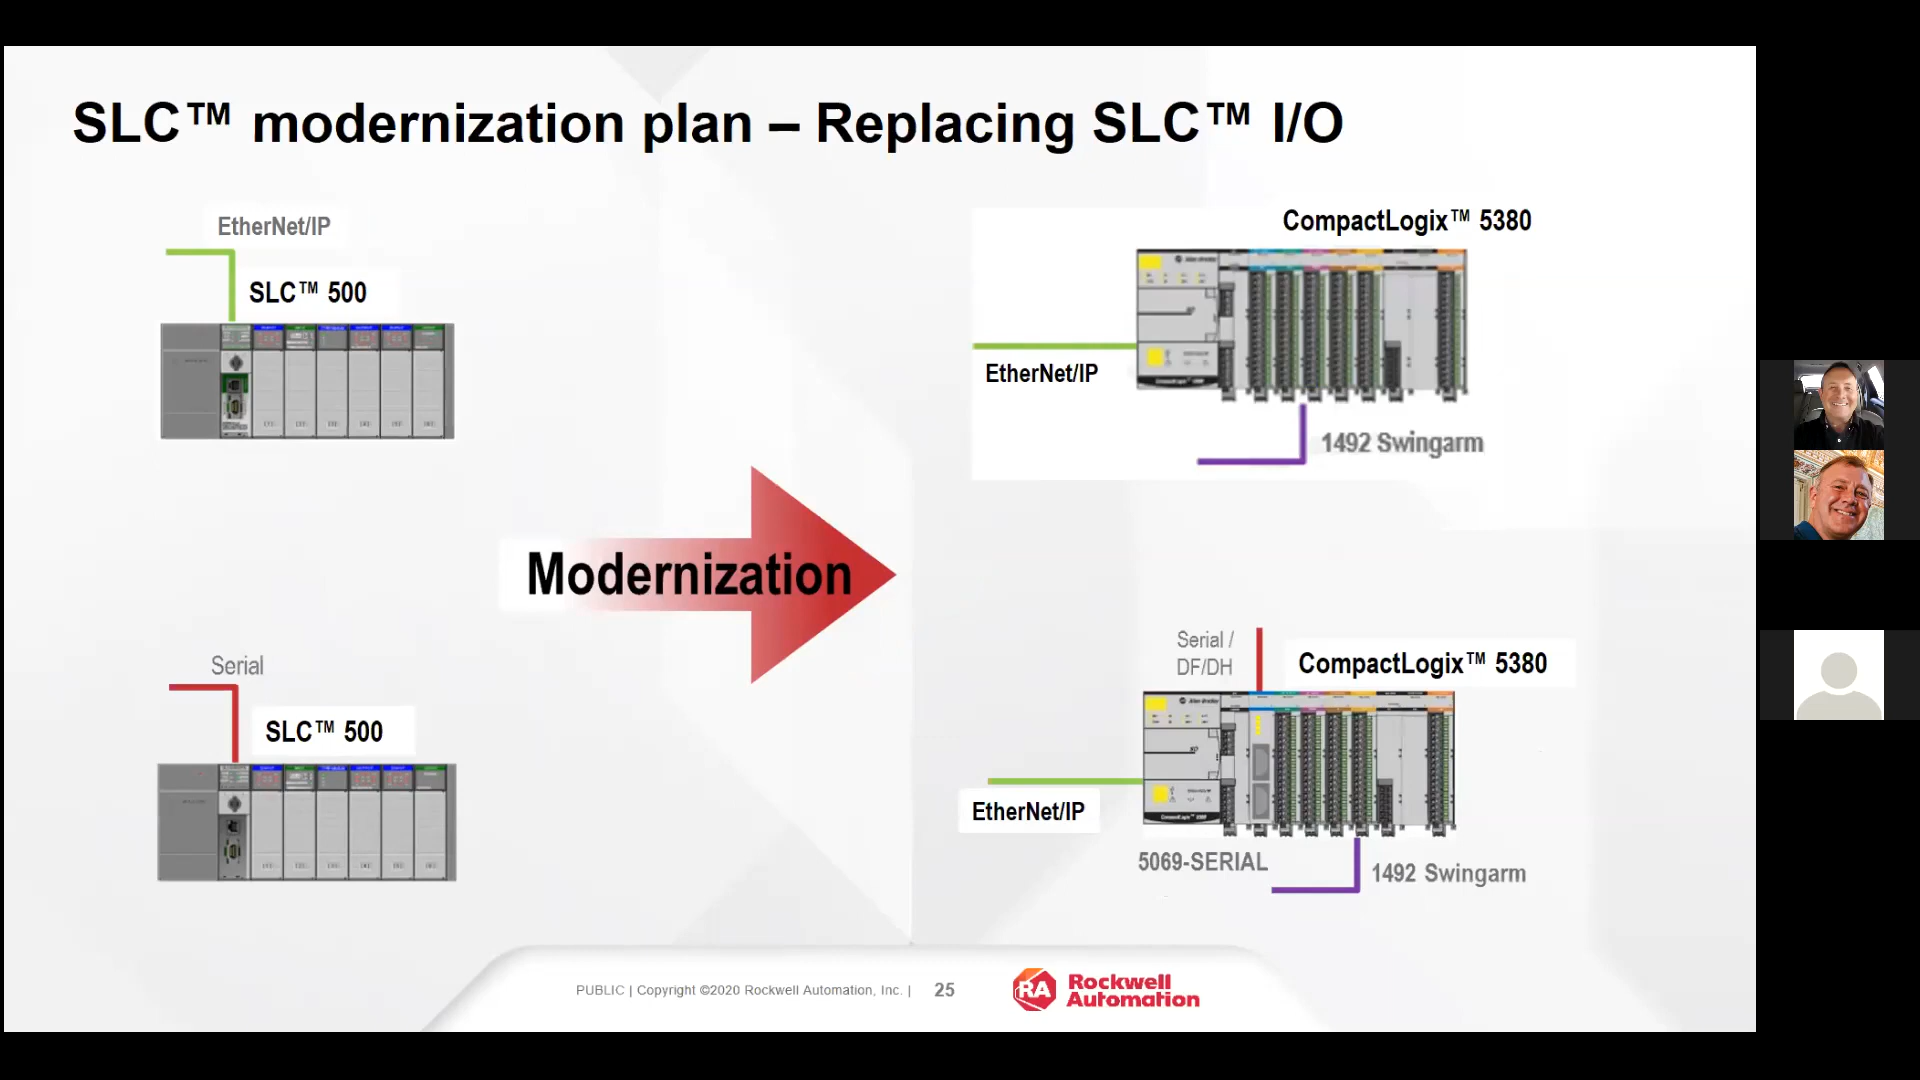 SLC™ modernization plan – Replacing SLC™ I/O
EtherNet/IP
SLC™ 500
CompactLogix™ 5380
EtherNet/IP
1492 Swingarm
Modernization
Serial
SLC™ 500
Serial /
DF/DH
CompactLogix™ 5380
EtherNet/IP
5069-SERIAL
1492 Swingarm
PUBLIC | Copyright ©2020 Rockwell Automation, Inc. |
25
RA
Rockwell
Automation